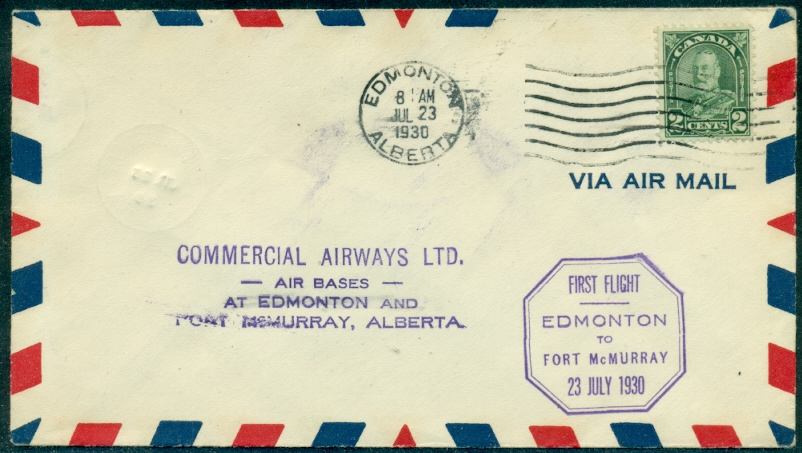 CANADA
2 CENTS 2
EDMONTON
8 AM
JUL 23
1930
ALBERTA
VIA AIR MAIL
COMMERCIAL AIRWAYS LTD.
— AIR BASES —
AT EDMONTON AND
FORT McMURRAY, ALBERTA.
FIRST FLIGHT
EDMONTON
TO
FORT McMURRAY
23 JULY 1930